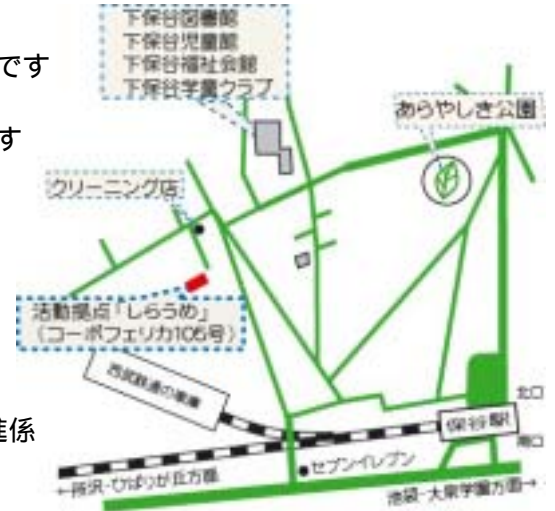 下保谷図書館
下保谷児童館
下保谷福祉会館
下保谷学童クラブ
です
す
あらやしき公園
クリーニング店
活動拠点「しらうめ」
(コーポフェリカ105号)
西武鉄道の車庫
北口
保谷駅
南口
進係
セブンイレブン
←所沢・ひばりが丘方面
池袋・大泉学園方面→